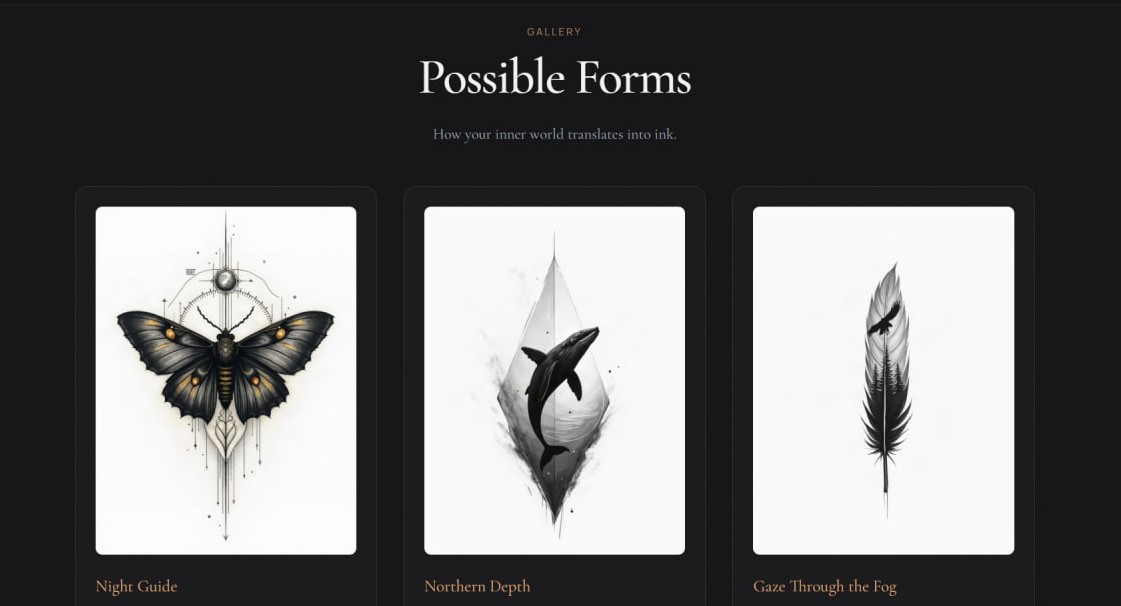 GALLERY
Possible Forms
How your inner world translates into ink.
Night Guide
Northern Depth
Gaze Through the Fog